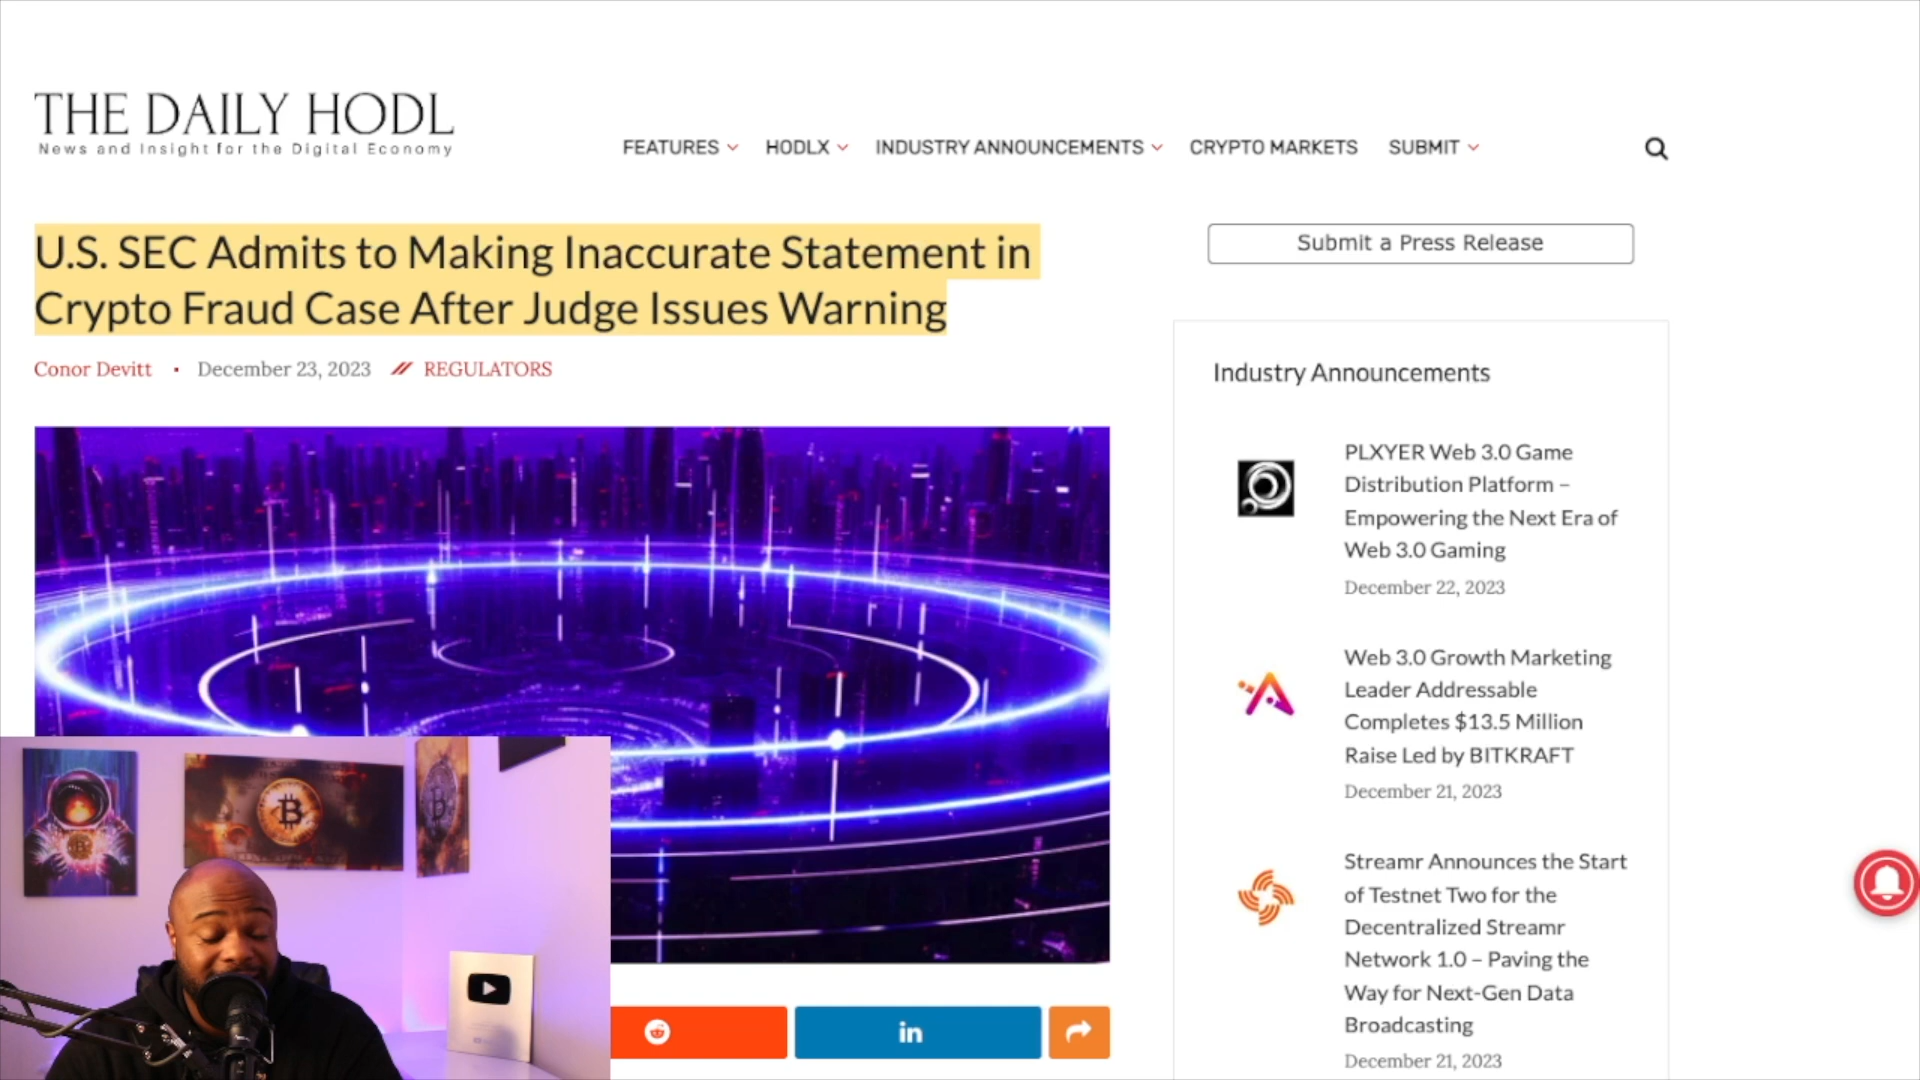 THE DAILY HODL
News and Insight for the Digital Economy
FEATURES HODLX INDUSTRY ANNOUNCEMENTS CRYPTO MARKETS SUBMIT
U.S. SEC Admits to Making Inaccurate Statement in
Crypto Fraud Case After Judge Issues Warning
Conor Devitt · December 23, 2023 // REGULATORS
Submit a Press Release
Industry Announcements
PLXYER Web 3.0 Game
Distribution Platform –
Empowering the Next Era of
Web 3.0 Gaming
December 22, 2023
Web 3.0 Growth Marketing
Leader Addressable
Completes $13.5 Million
Raise Led by BITKRAFT
December 21, 2023
Streamr Announces the Start
of Testnet Two for the
Decentralized Streamr
Network 1.0 – Paving the
Way for Next-Gen Data
Broadcasting
December 21, 2023
in